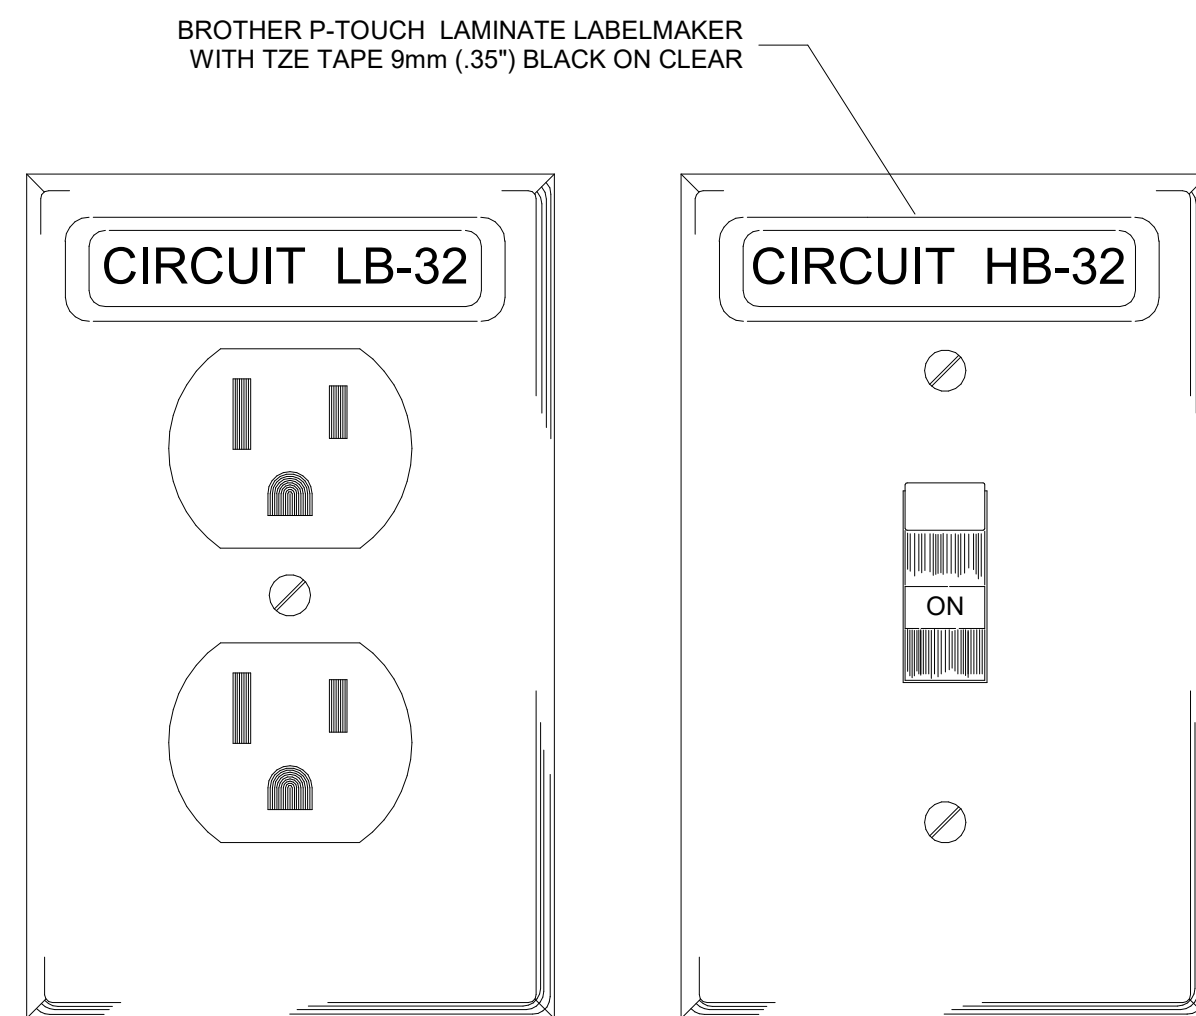 BROTHER P-TOUCH LAMINATE LABELMAKER
WITH TZE TAPE 9mm (.35") BLACK ON CLEAR
CIRCUIT LB-32
CIRCUIT HB-32
ON